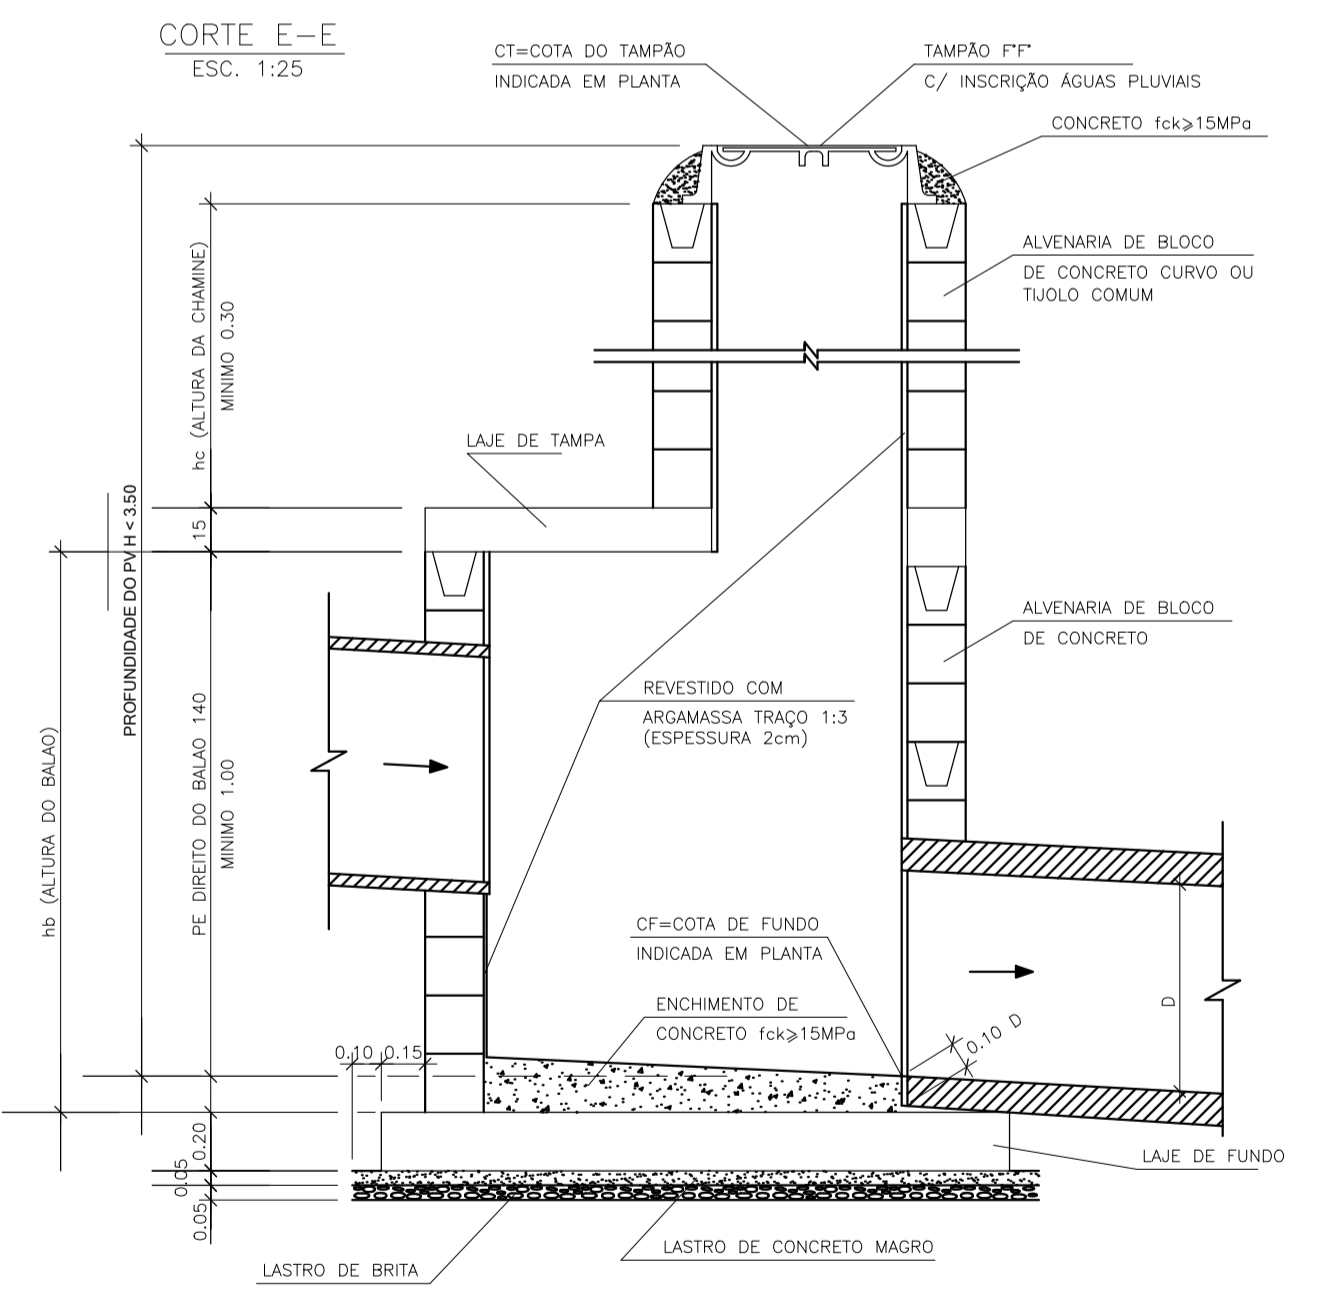 CORTE E-E
ESC. 1:25
CT=COTA DO TAMPÃO
INDICADA EM PLANTA
TAMPÃO F°F°
C/ INSCRIÇÃO ÁGUAS PLUVIAIS
CONCRETO fck⩾15MPa
ALVENARIA DE BLOCO
DE CONCRETO CURVO OU
TIJOLO COMUM
hc (ALTURA DA CHAMINE)
MINIMO 0.30
LAJE DE TAMPA
15
PROFUNDIDADE DO PV H < 3.50
ALVENARIA DE BLOCO
DE CONCRETO
REVESTIDO COM
ARGAMASSA TRAÇO 1:3
(ESPESSURA 2cm)
hb (ALTURA DO BALAO)
PE DIREITO DO BALAO 140
MINIMO 1.00
CF=COTA DE FUNDO
INDICADA EM PLANTA
ENCHIMENTO DE
CONCRETO fck⩾15MPa
D
0.10 D
0.10
0.15
0.20
0.05
0.05
LAJE DE FUNDO
LASTRO DE CONCRETO MAGRO
LASTRO DE BRITA